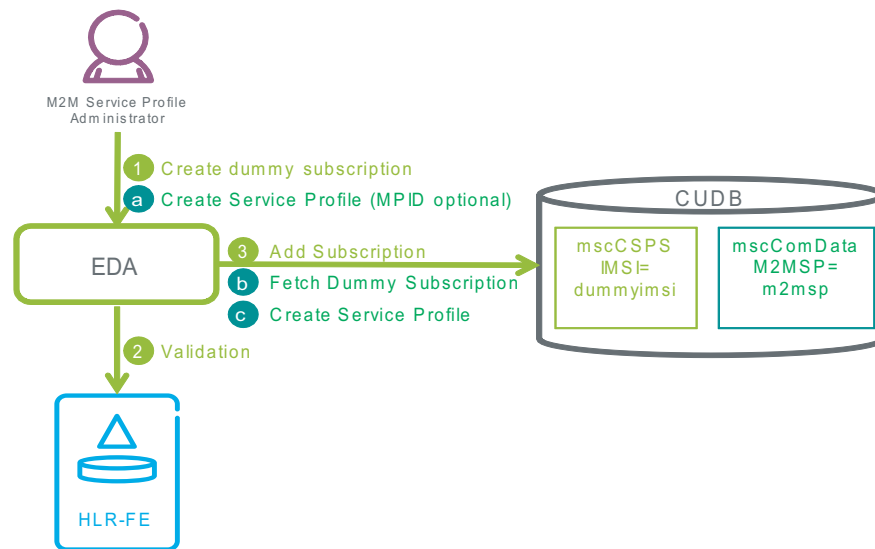 M2M Service Profile
Administrator
1 Create dummy subscription
a Create Service Profile (MPID optional)
CUDB
EDA
3 Add Subscription
b Fetch Dummy Subscription
c Create Service Profile
mscCSPS
IMSI=
dummyimsi
mscComData
M2MSP=
m2msp
2 Validation
HLR-FE